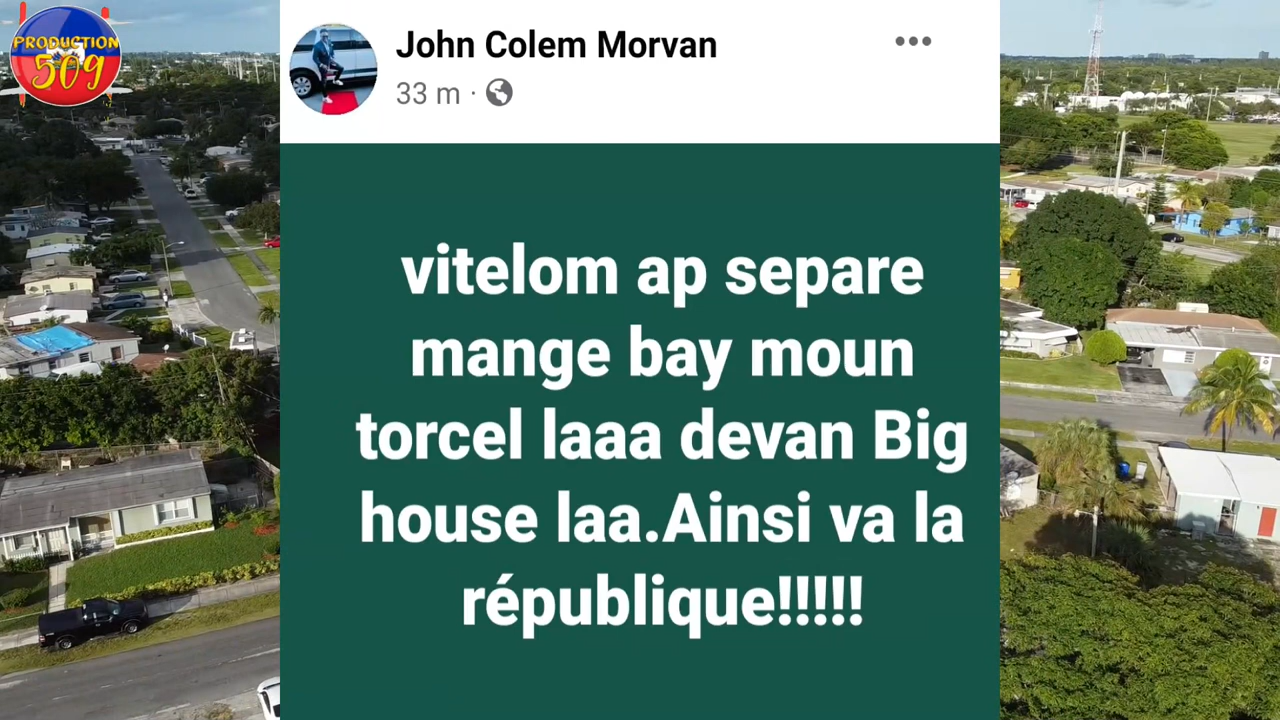 PRODUCTION
509
John Colem Morvan
33 m ·
vitelom ap separe
mange bay moun
torcel laaa devan Big
house laa.Ainsi va la
république!!!!!